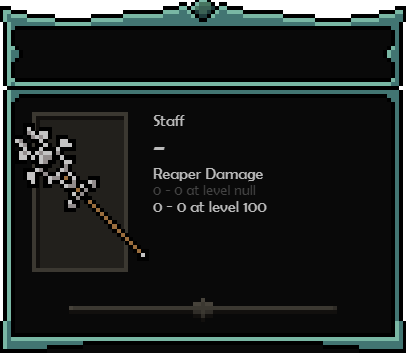 Staff
–
Reaper Damage
0 - 0 at level null
0 - 0 at level 100